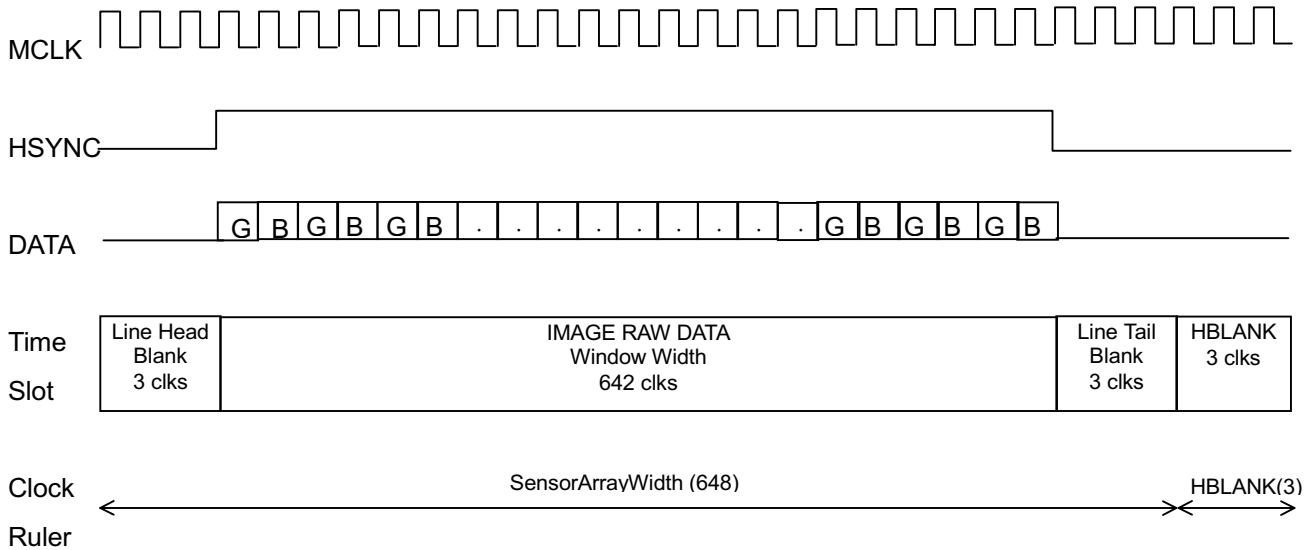 MCLK
HSYNC
DATA
G B G B G B . . . . . . . . . G B G B G B
Time
Slot
Line Head
Blank
3 clks
IMAGE RAW DATA
Window Width
642 clks
Line Tail
Blank
3 clks
HBLANK
3 clks
Clock
Ruler
SensorArrayWidth (648)
HBLANK(3)